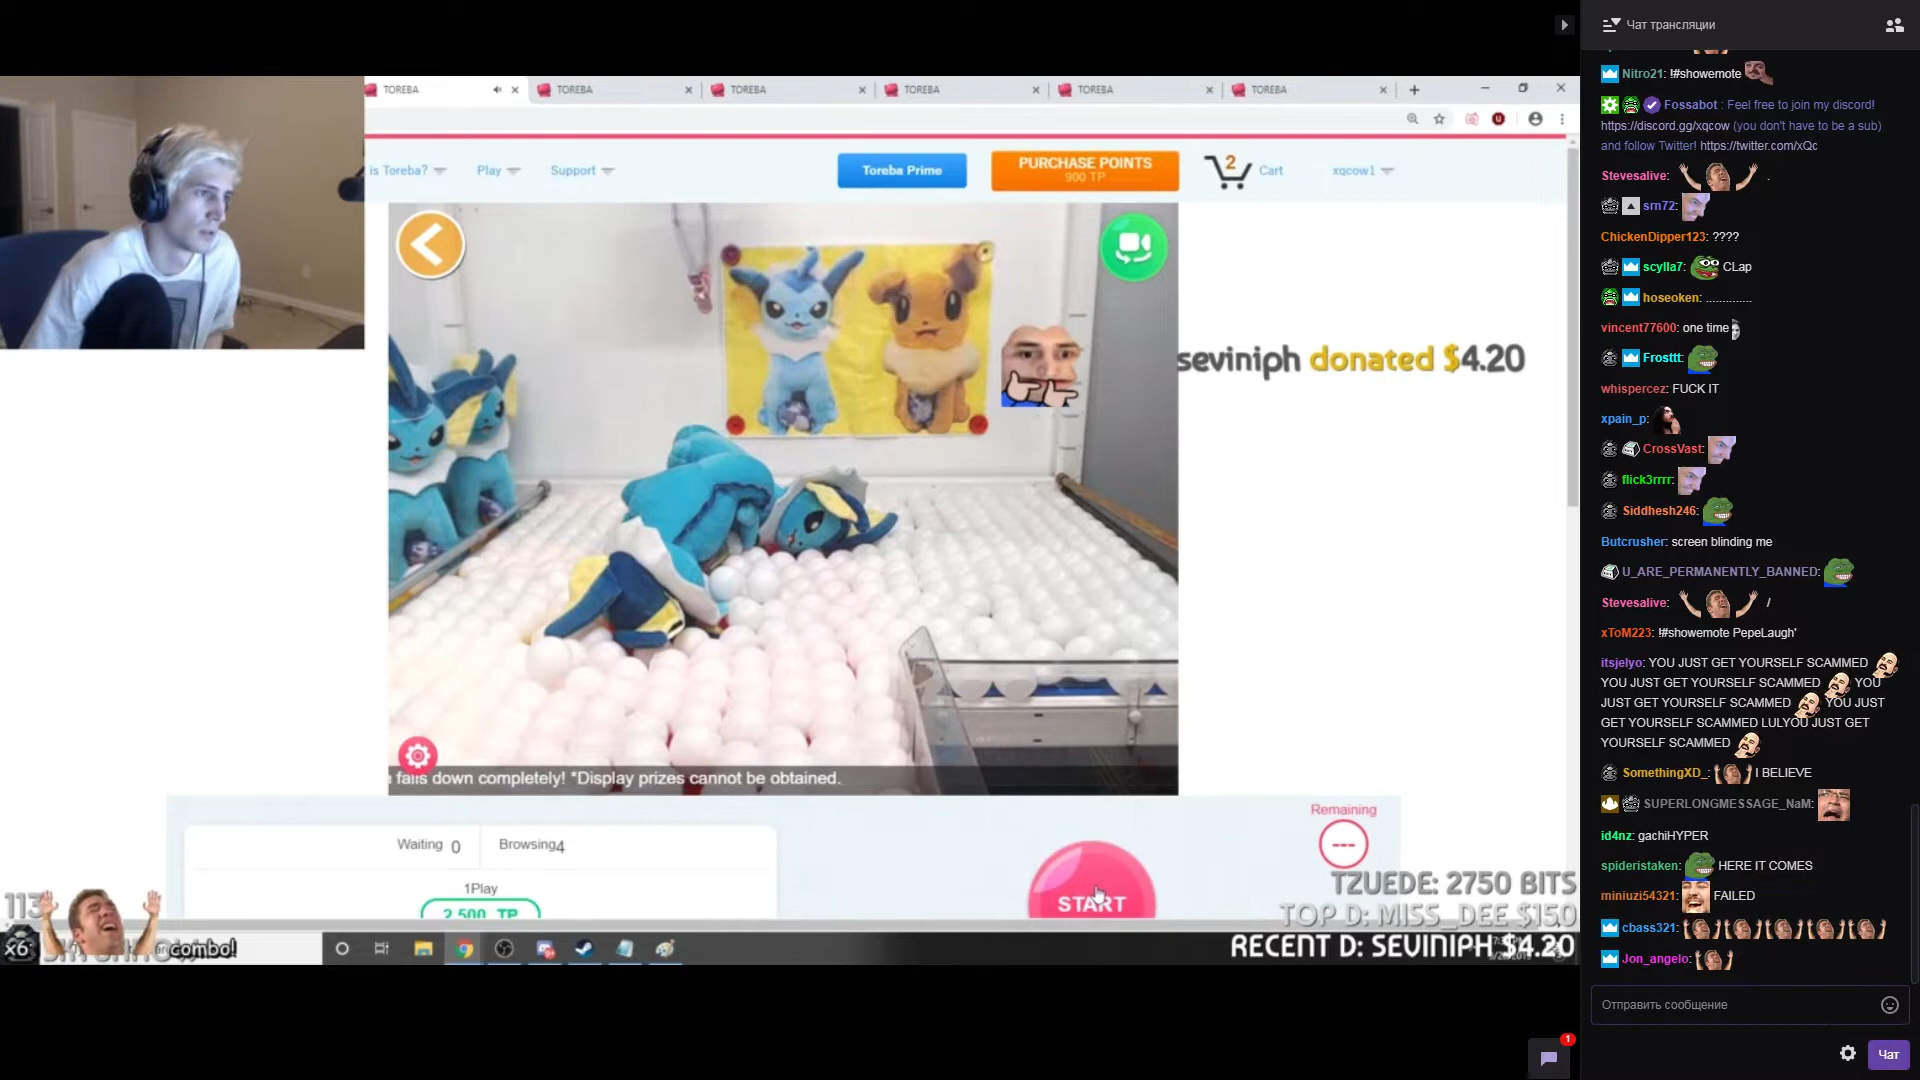 TOREBA
TOREBA
TOREBA
TOREBA
TOREBA
TOREBA
is Toreba?
Play
Support
Toreba Prime
PURCHASE POINTS
900 TP
2
Cart
xqcow1
seviniph donated $4.20
falls down completely! *Display prizes cannot be obtained.
Waiting 0
Browsing4
Remaining
---
1Play
2,500 TP
START
TZUEDE: 2750 BITS
TOP D: MISS_DEE $150
RECENT D: SEVINIPH $4.20
113
x6
combo!
1
Чат трансляции
Nitro21: !#showemote
Fossabot : Feel free to join my discord!
https://discord.gg/xqcow (you don't have to be a sub)
and follow Twitter! https://twitter.com/xQc
Stevesalive: .
srn72:
ChickenDipper123: ????
scylla7: CLap
hoseoken: ..............
vincent77600: one time
Frosttt:
whispercez: FUCK IT
xpain_p:
CrossVast:
flick3rrrr:
Siddhesh246:
Butcrusher: screen blinding me
U_ARE_PERMANENTLY_BANNED:
Stevesalive: /
xToM223: !#showemote PepeLaugh'
itsjelyo: YOU JUST GET YOURSELF SCAMMED
YOU JUST GET YOURSELF SCAMMED YOU
JUST GET YOURSELF SCAMMED YOU JUST
GET YOURSELF SCAMMED LULYOU JUST GET
YOURSELF SCAMMED
SomethingXD_: I BELIEVE
SUPERLONGMESSAGE_NaM:
id4nz: gachiHYPER
spideristaken: HERE IT COMES
miniuzi54321: FAILED
cbass321:
Jon_angelo:
Отправить сообщение
Чат